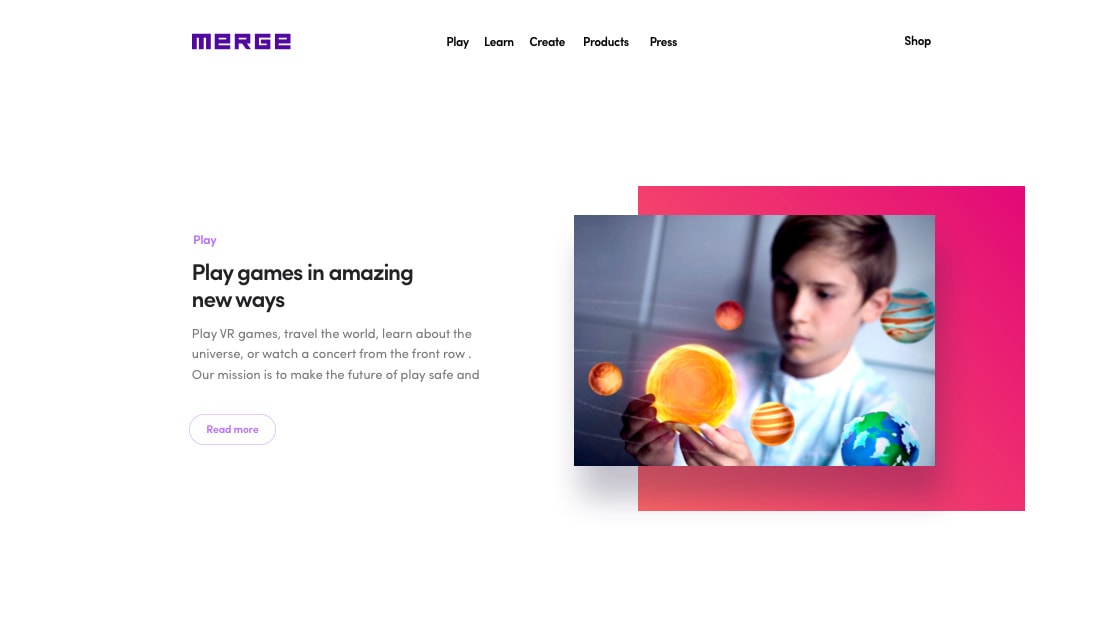 MERGE
Play Learn Create Products Press
Shop
Play
Play games in amazing
new ways
Play VR games, travel the world, learn about the
universe, or watch a concert from the front row .
Our mission is to make the future of play safe and
Read more